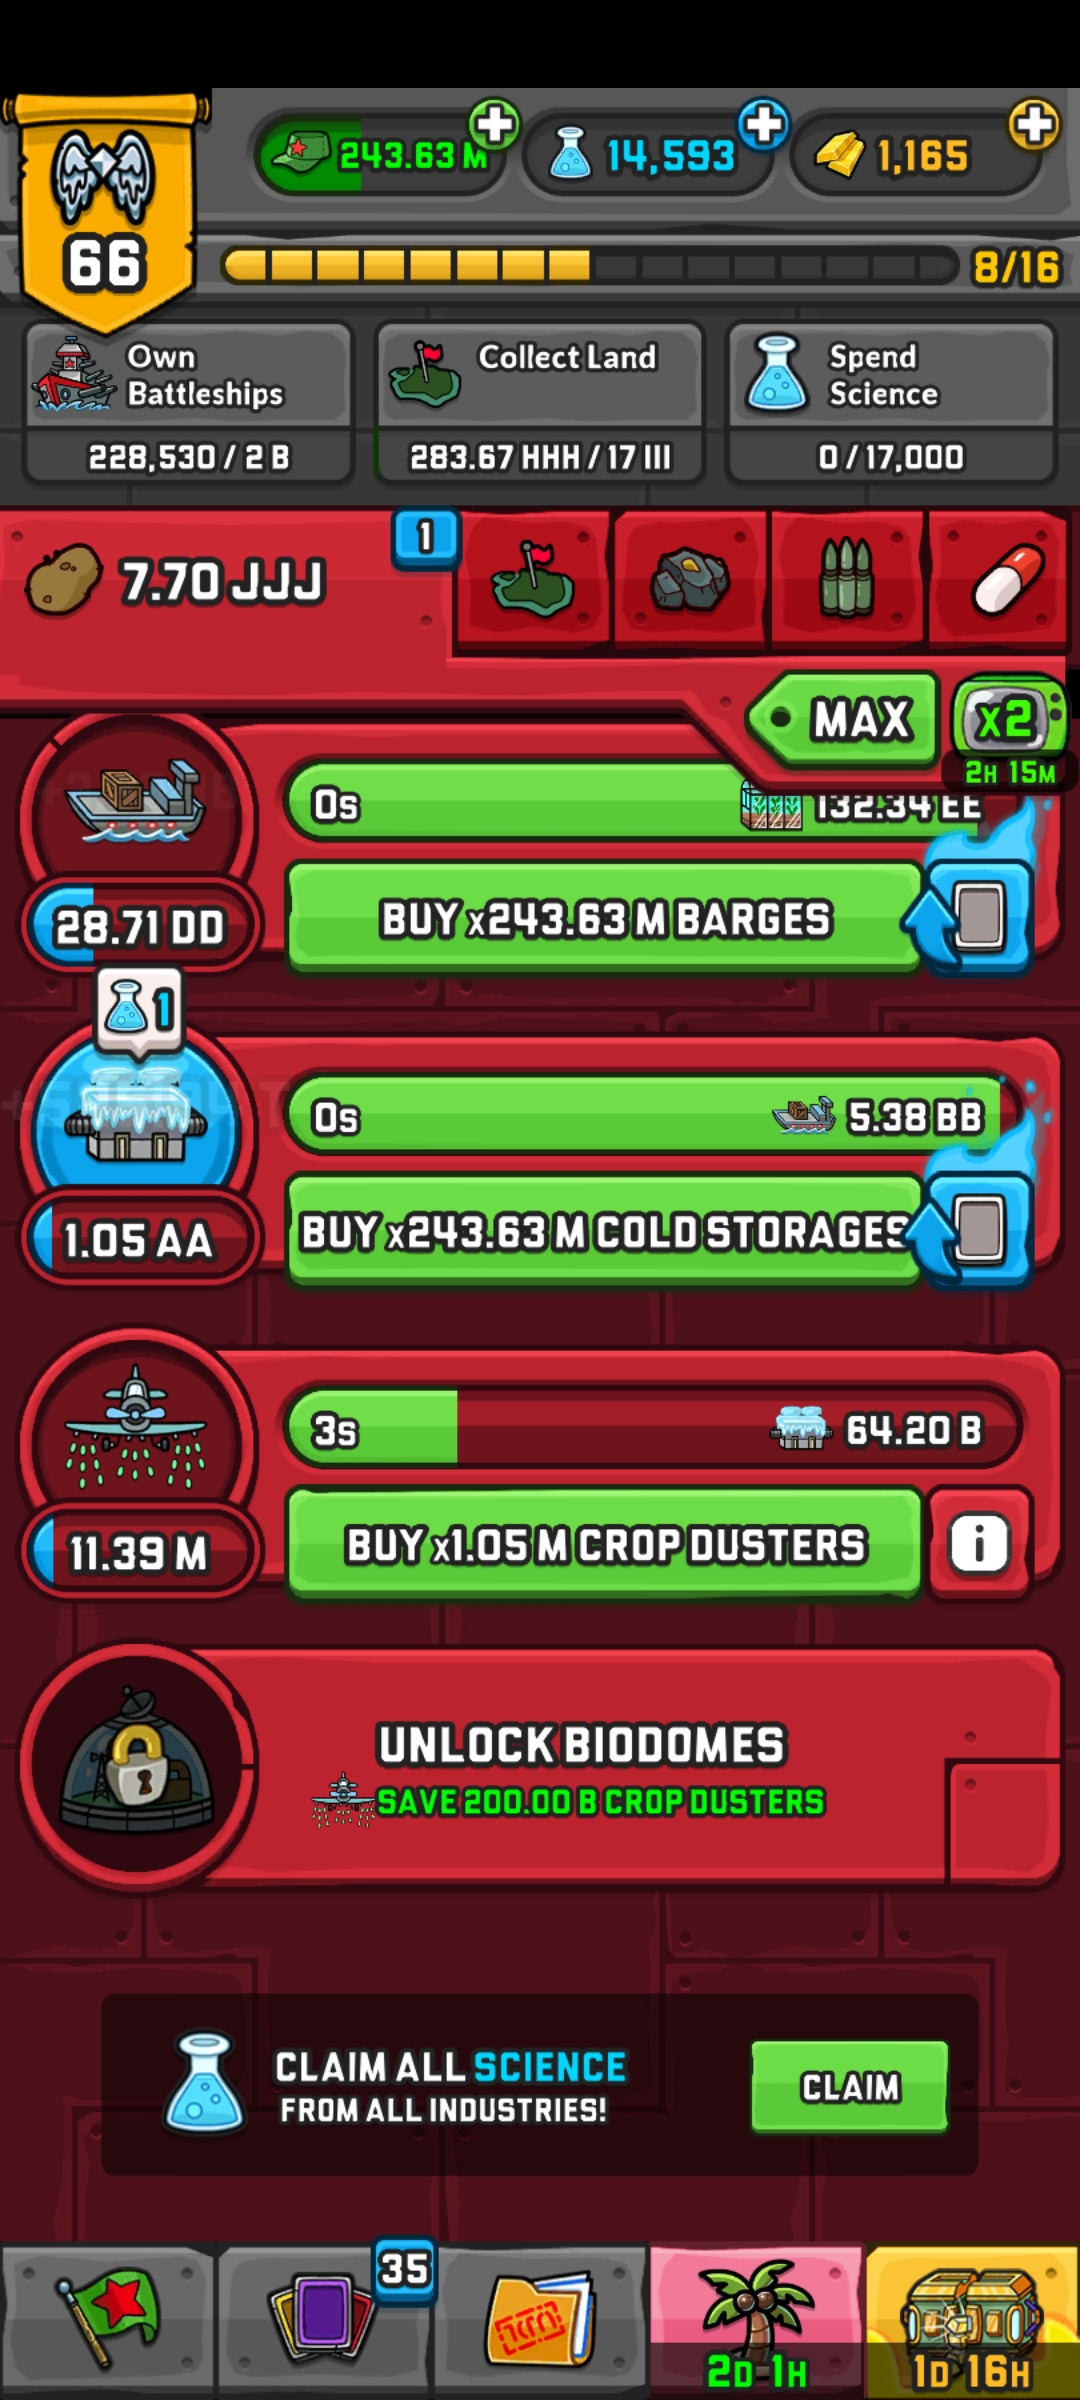 243.63 M
14,593
1,165
66
8/16
Own
Battleships
Collect Land
Spend
Science
228,530 / 2 B
283.67 HHH / 17 III
0 / 17,000
7.70 JJJ
1
MAX
x2
2H 15M
0s
132.34 EE
28.71 DD
BUY x243.63 M BARGES
1
0s
5.38 BB
1.05 AA
BUY x243.63 M COLD STORAGES
3s
64.20 B
11.39 M
BUY x1.05 M CROP DUSTERS
i
UNLOCK BIODOMES
SAVE 200.00 B CROP DUSTERS
CLAIM ALL SCIENCE
FROM ALL INDUSTRIES!
CLAIM
35
2D 1H
1D 16H